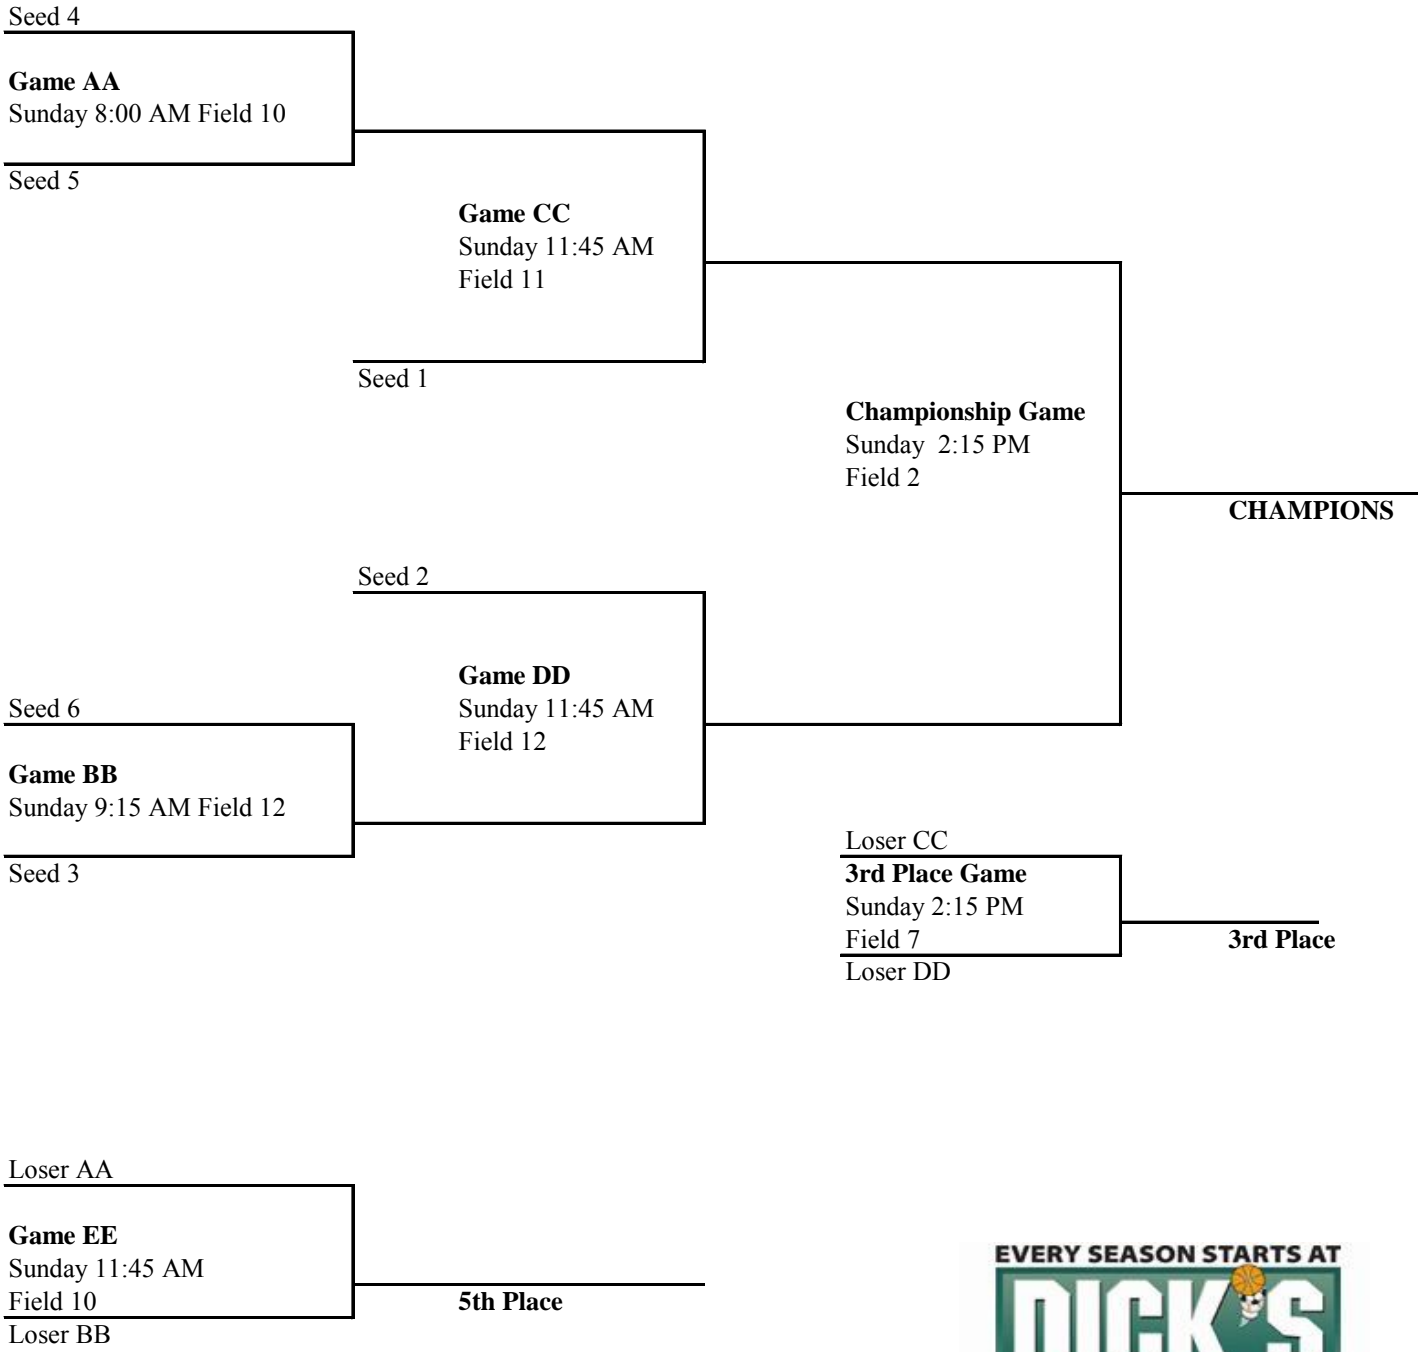 Seed 4
Game AA
Sunday 8:00 AM Field 10
Seed 5
Game CC
Sunday 11:45 AM
Field 11
Seed 1
Championship Game
Sunday  2:15 PM
Field 2
CHAMPIONS
Seed 2
Game DD
Sunday 11:45 AM
Field 12
Seed 6
Game BB
Sunday 9:15 AM Field 12
Seed 3
Loser CC
3rd Place Game
Sunday 2:15 PM
Field 7
3rd Place
Loser DD
Loser AA
Game EE
Sunday 11:45 AM
Field 10
5th Place
Loser BB
EVERY SEASON STARTS AT
DICK'S